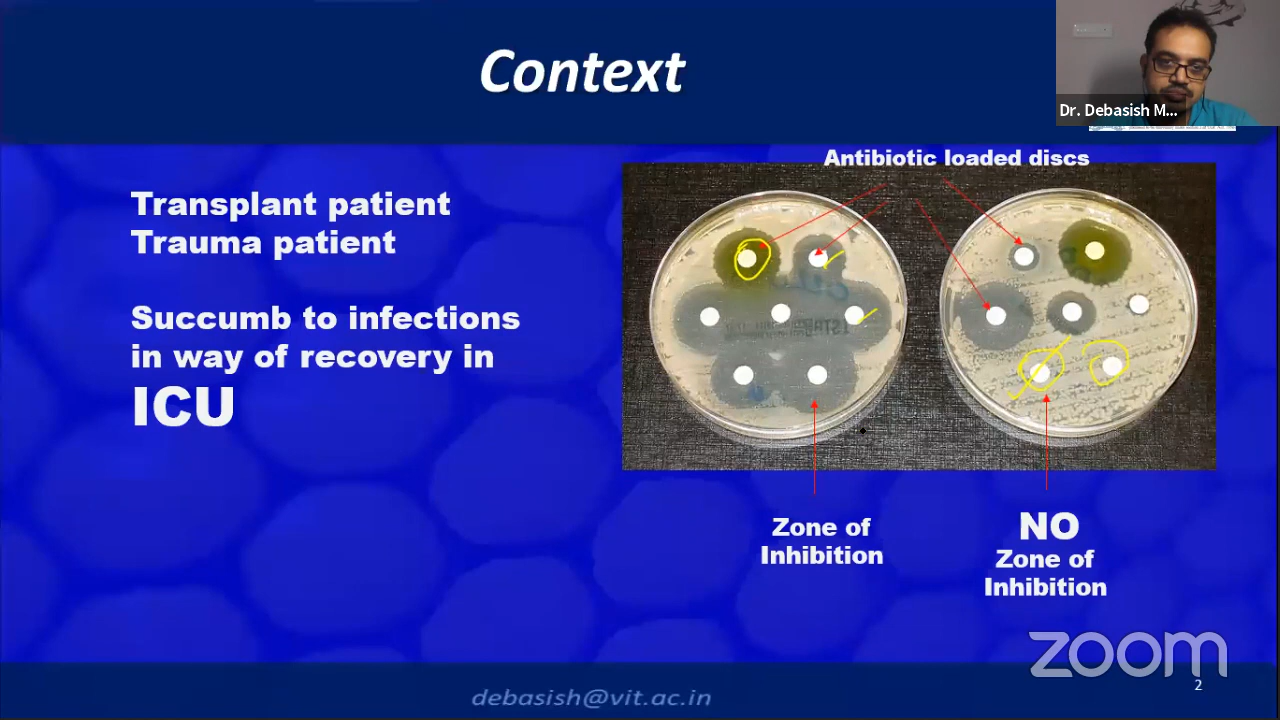 Context
Dr. Debasish M...
Antibiotic loaded discs
Transplant patient
Trauma patient
Succumb to infections
in way of recovery in
ICU
Zone of
Inhibition
NO
Zone of
Inhibition
zoom
debasish@vit.ac.in
2